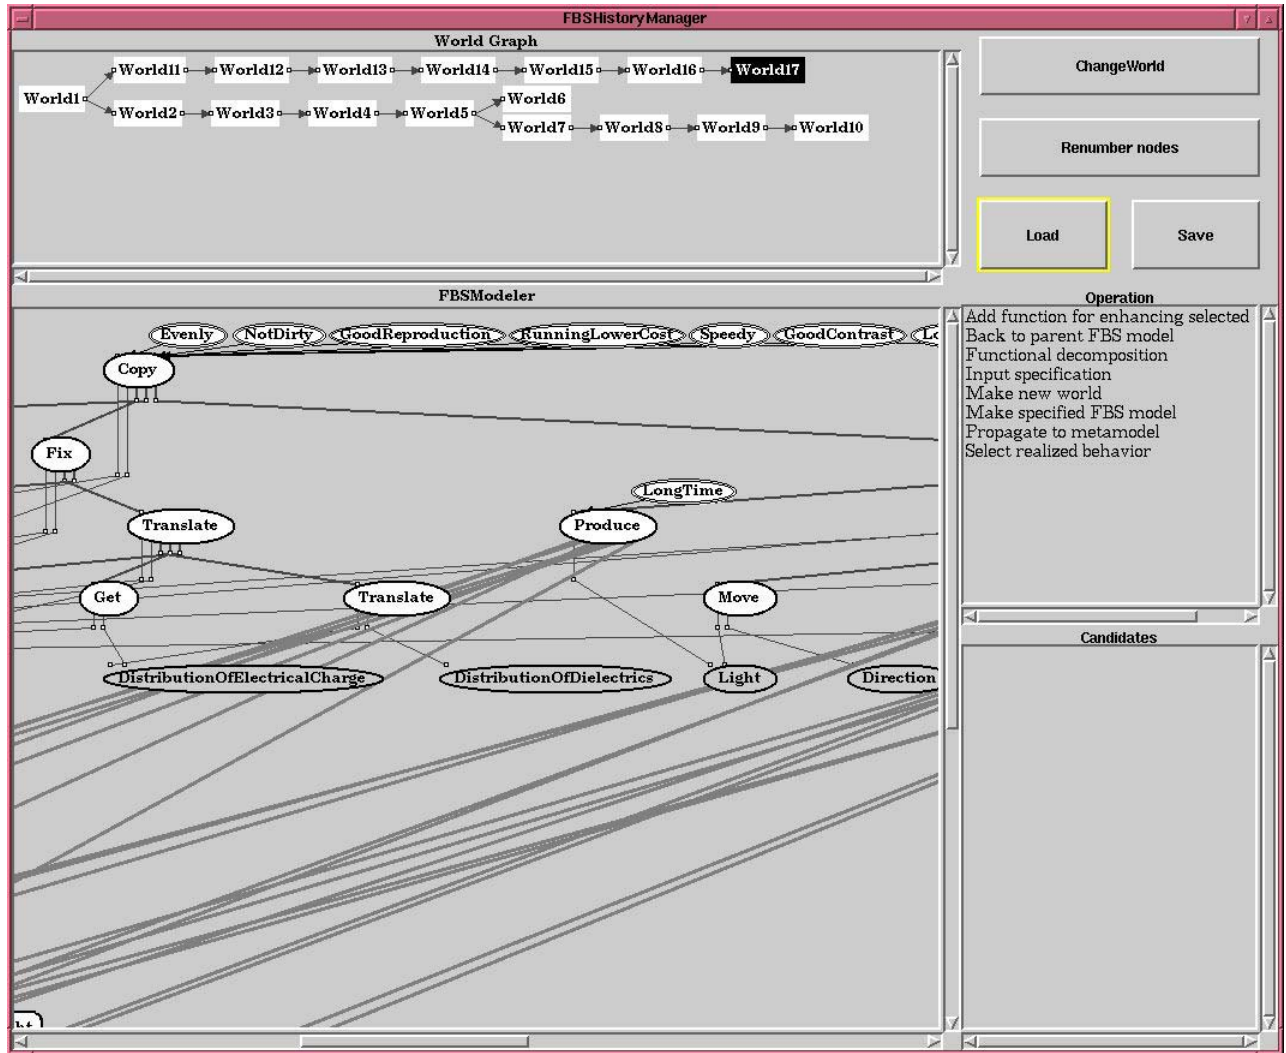 FBSHistoryManager
World Graph
World11 World12 World13 World14 World15 World16 World17
World1
World6
World2 World3 World4 World5
World7 World8 World9 World10
ChangeWorld
Renumber nodes
Load Save
FBSModeler
Evenly NotDirty GoodReproduction RunningLowerCost Speedy GoodContrast Lo
Copy
Fix
LongTime
Translate Produce
Get Translate Move
DistributionOfElectricalCharge DistributionOfDielectrics Light Direction
ht
Operation
Add function for enhancing selected
Back to parent FBS model
Functional decomposition
Input specification
Make new world
Make specified FBS model
Propagate to metamodel
Select realized behavior
Candidates